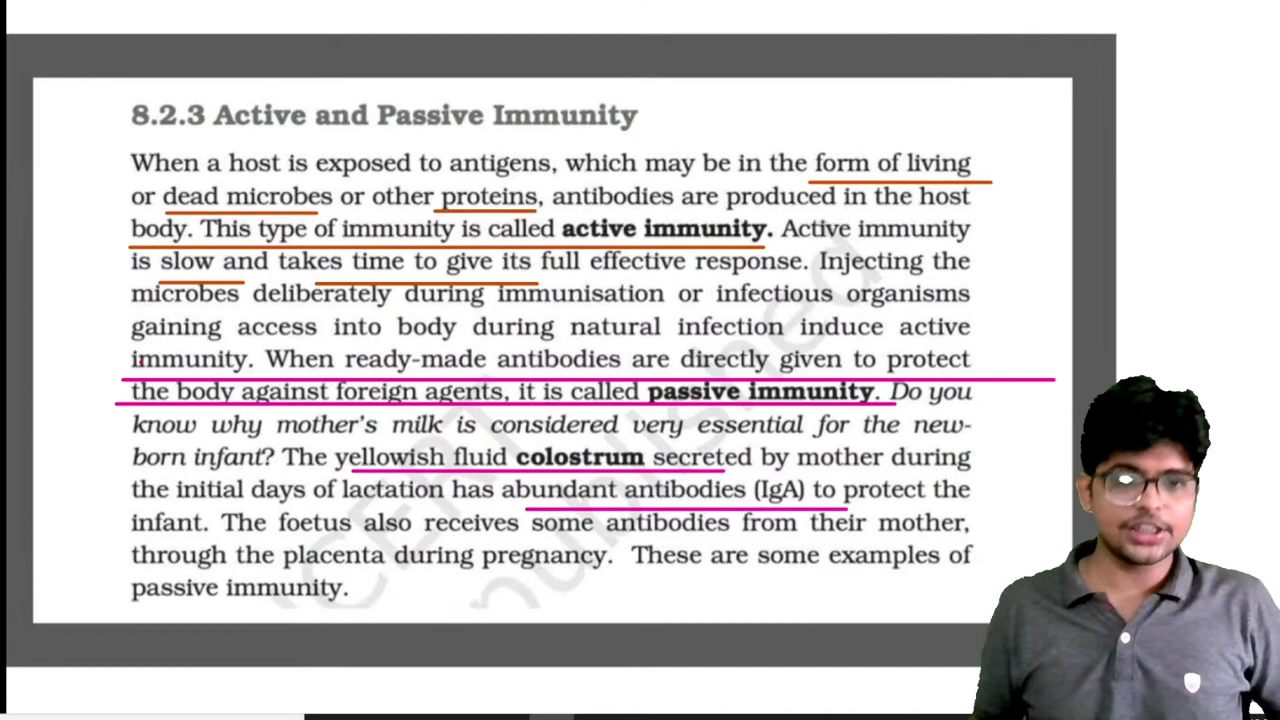 8.2.3 Active and Passive Immunity
When a host is exposed to antigens, which may be in the form of living
or dead microbes or other proteins, antibodies are produced in the host
body. This type of immunity is called active immunity. Active immunity
is slow and takes time to give its full effective response. Injecting the
microbes deliberately during immunisation or infectious organisms
gaining access into body during natural infection induce active
immunity. When ready-made antibodies are directly given to protect
the body against foreign agents, it is called passive immunity. Do you
know why mother's milk is considered very essential for the new-
born infant? The yellowish fluid colostrum secreted by mother during
the initial days of lactation has abundant antibodies (IgA) to protect the
infant. The foetus also receives some antibodies from their mother,
through the placenta during pregnancy. These are some examples of
passive immunity.